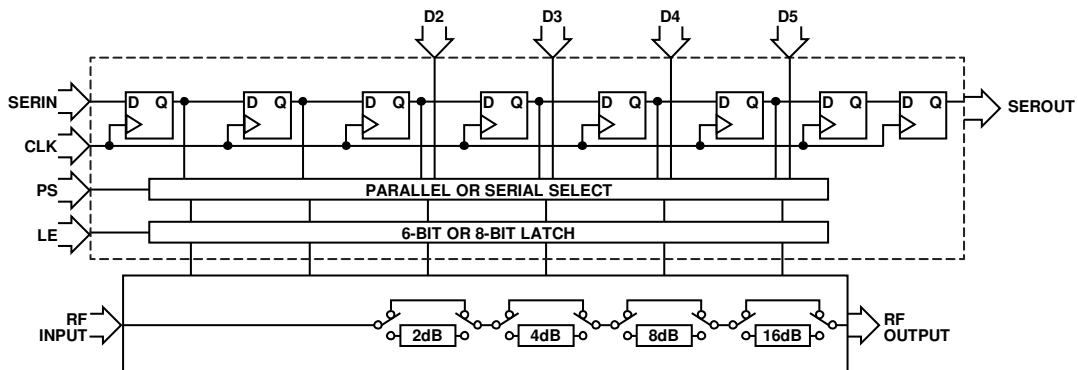 D2 D3 D4 D5
SERIN D Q D Q D Q D Q D Q D Q D Q D Q SEROUT
CLK
PS PARALLEL OR SERIAL SELECT
LE 6-BIT OR 8-BIT LATCH
RF
INPUT
2dB 4dB 8dB 16dB
RF
OUTPUT